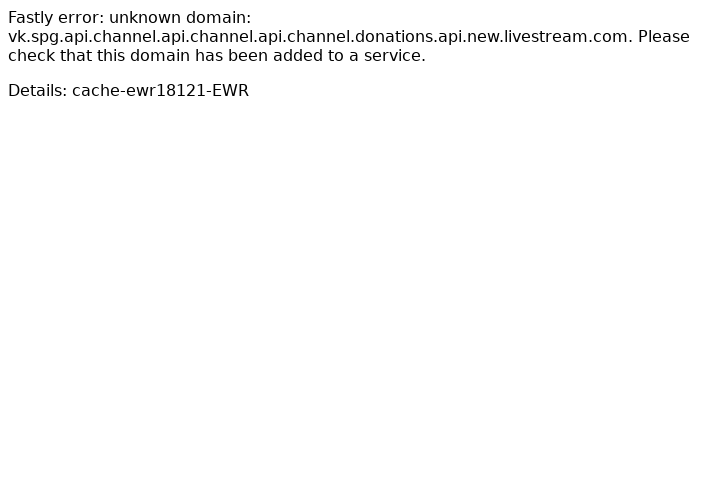 Fastly error: unknown domain:
vk.spg.api.channel.api.channel.api.channel.donations.api.new.livestream.com. Please
check that this domain has been added to a service.
Details: cache-ewr18121-EWR